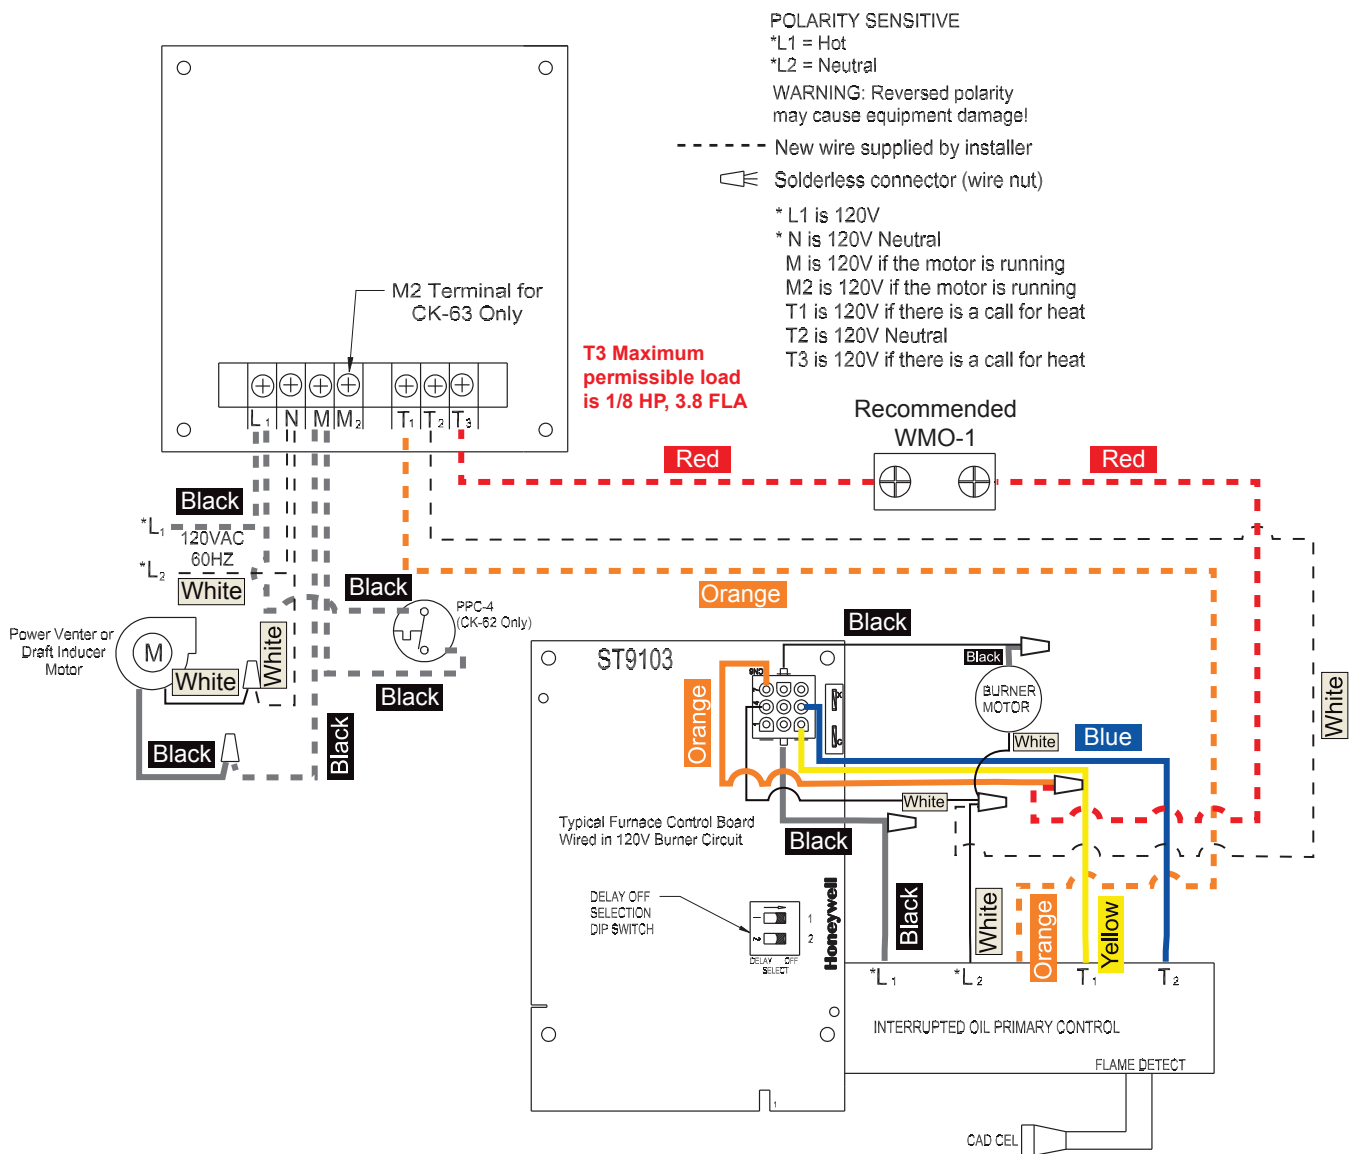 POLARITY SENSITIVE
*L1 = Hot
*L2 = Neutral
WARNING: Reversed polarity
may cause equipment damage!
New wire supplied by installer
Solderless connector (wire nut)
* L1 is 120V
* N is 120V Neutral
M is 120V if the motor is running
M2 is 120V if the motor is running
T1 is 120V if there is a call for heat
T2 is 120V Neutral
T3 is 120V if there is a call for heat
M2 Terminal for
CK-63 Only
T3 Maximum
permissible load
is 1/8 HP, 3.8 FLA
L1 N M M2 T1 T2 T3
Recommended
WMO-1
Red
Red
Black
*L1
120VAC
60HZ
*L2
White
Black
PPC-4
(CK-62 Only)
Orange
Power Venter or
Draft Inducer
Motor
M
White
White
Black
Black
Black
Black
ST9103
Black
BURNER
MOTOR
White
Blue
White
Orange
White
Typical Furnace Control Board
Wired in 120V Burner Circuit
Black
DELAY OFF
SELECTION
DIP SWITCH
1
2
1
2
DELAY OFF
SELECT
Honeywell
Black
White
Orange
Yellow
*L1
*L2
T1
T2
INTERRUPTED OIL PRIMARY CONTROL
FLAME DETECT
1
CAD CEL